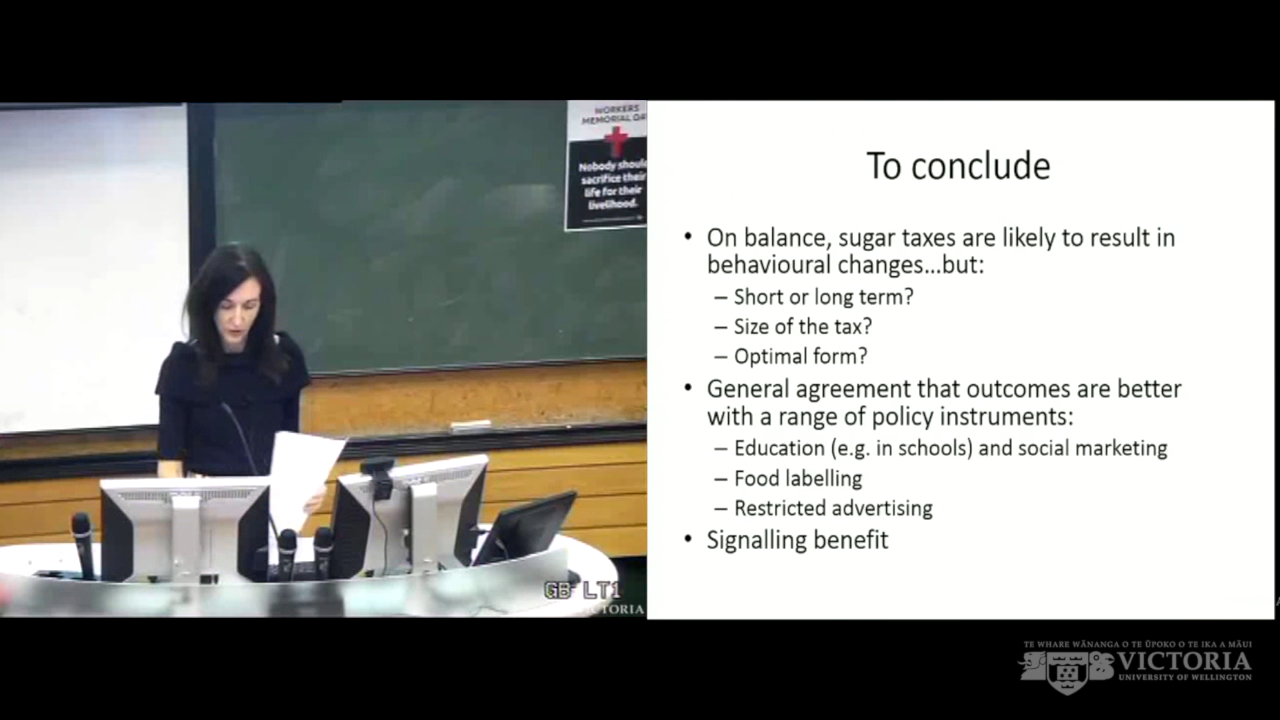 WORKERS
MEMORIAL DA
Nobody shoul
sacrifice their
life for their
livelihood.
GB LT1
VICTORIA
To conclude
• On balance, sugar taxes are likely to result in
behavioural changes...but:
– Short or long term?
– Size of the tax?
– Optimal form?
• General agreement that outcomes are better
with a range of policy instruments:
– Education (e.g. in schools) and social marketing
– Food labelling
– Restricted advertising
• Signalling benefit
TE WHARE WĀNANGA O TE ŪPOKO O TE IKA A MĀUI
VICTORIA
UNIVERSITY OF WELLINGTON